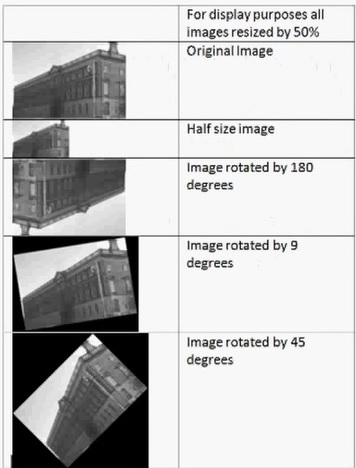 For display purposes all
images resized by 50%
Original Image
Half size image
Image rotated by 180
degrees
Image rotated by 9
degrees
Image rotated by 45
degrees